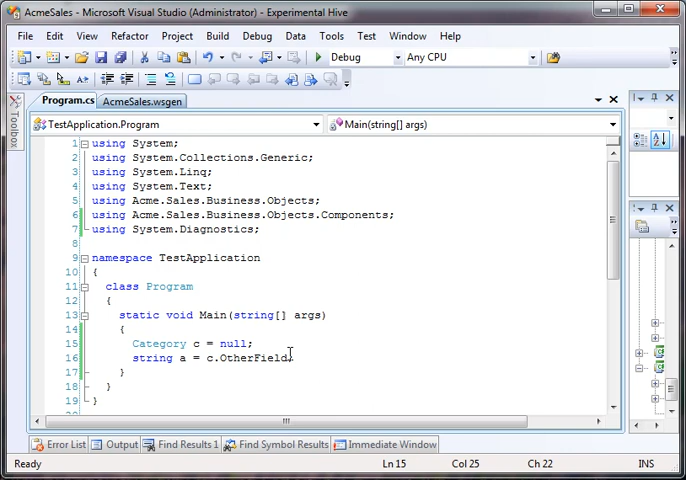 AcmeSales - Microsoft Visual Studio (Administrator) - Experimental Hive
File Edit View Refactor Project Build Debug Data Tools Test Window Help
Debug Any CPU
Program.cs AcmeSales.wsgen
Toolbox
TestApplication.Program Main(string[] args)
1 using System;
2 using System.Collections.Generic;
3 using System.Linq;
4 using System.Text;
5 using Acme.Sales.Business.Objects;
6 using Acme.Sales.Business.Objects.Components;
7 using System.Diagnostics;
8
9 namespace TestApplication
10 {
11 class Program
12 {
13 static void Main(string[] args)
14 {
15 Category c = null;
16 string a = c.OtherField;
17 }
18 }
19 }
Error List Output Find Results 1 Find Symbol Results Immediate Window
Ready Ln 15 Col 25 Ch 22 INS